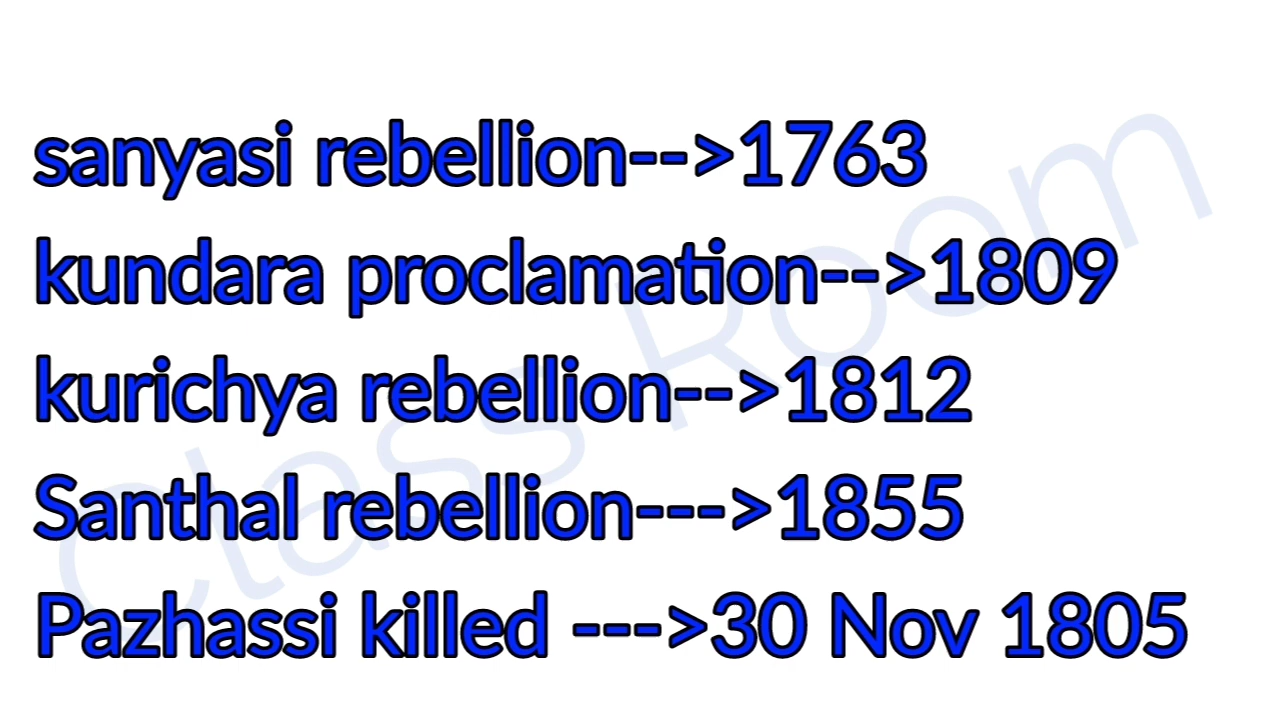 sanyasi rebellion-->1763
kundara proclamation-->1809
kurichya rebellion-->1812
Santhal rebellion--->1855
Pazhassi killed --->30 Nov 1805
Class Room